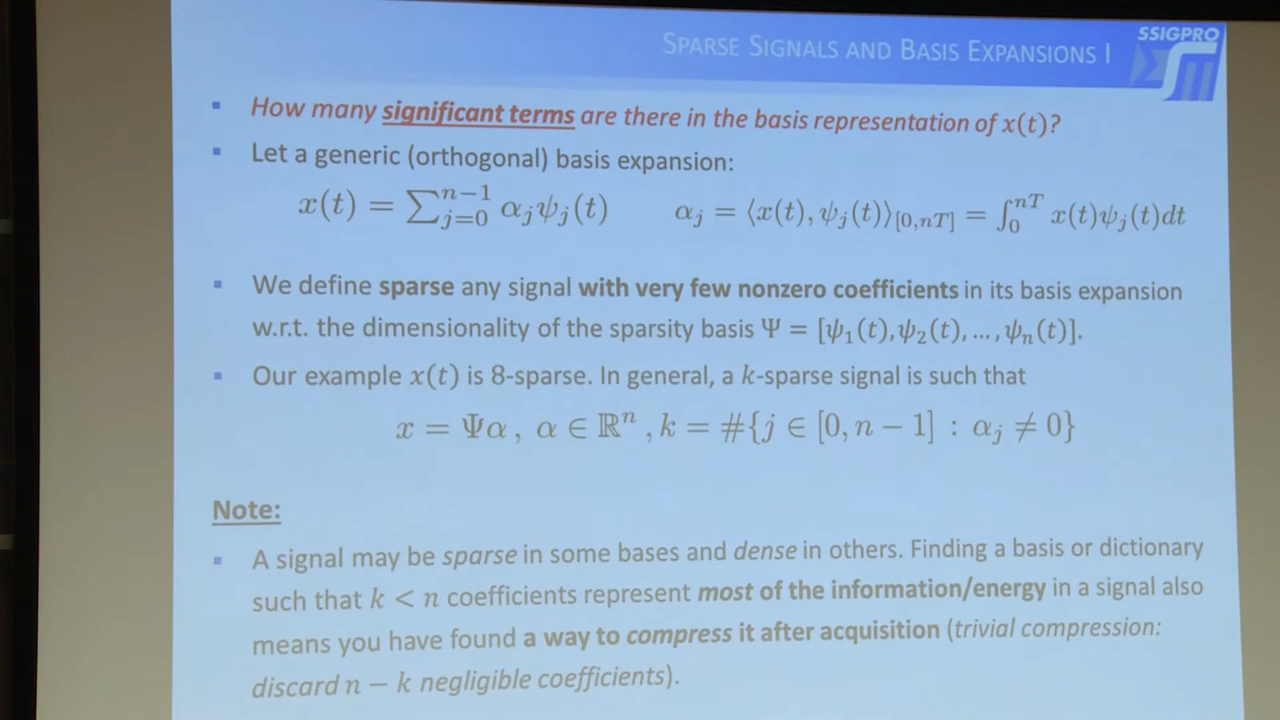 SPARSE SIGNALS AND BASIS EXPANSIONS I
SSIGPRO
▪ How many significant terms are there in the basis representation of x(t)?
▪ Let a generic (orthogonal) basis expansion:
x(t) = ∑_{j=0}^{n−1} α_j ψ_j(t)    α_j = ⟨x(t), ψ_j(t)⟩_{[0,nT]} = ∫_0^{nT} x(t)ψ_j(t)dt
▪ We define sparse any signal with very few nonzero coefficients in its basis expansion
w.r.t. the dimensionality of the sparsity basis Ψ = [ψ₁(t), ψ₂(t), ..., ψₙ(t)].
▪ Our example x(t) is 8-sparse. In general, a k-sparse signal is such that
x = Ψα, α ∈ ℝⁿ, k = #{j ∈ [0, n − 1] : α_j ≠ 0}
Note:
▪ A signal may be sparse in some bases and dense in others. Finding a basis or dictionary
such that k < n coefficients represent most of the information/energy in a signal also
means you have found a way to compress it after acquisition (trivial compression:
discard n − k negligible coefficients).